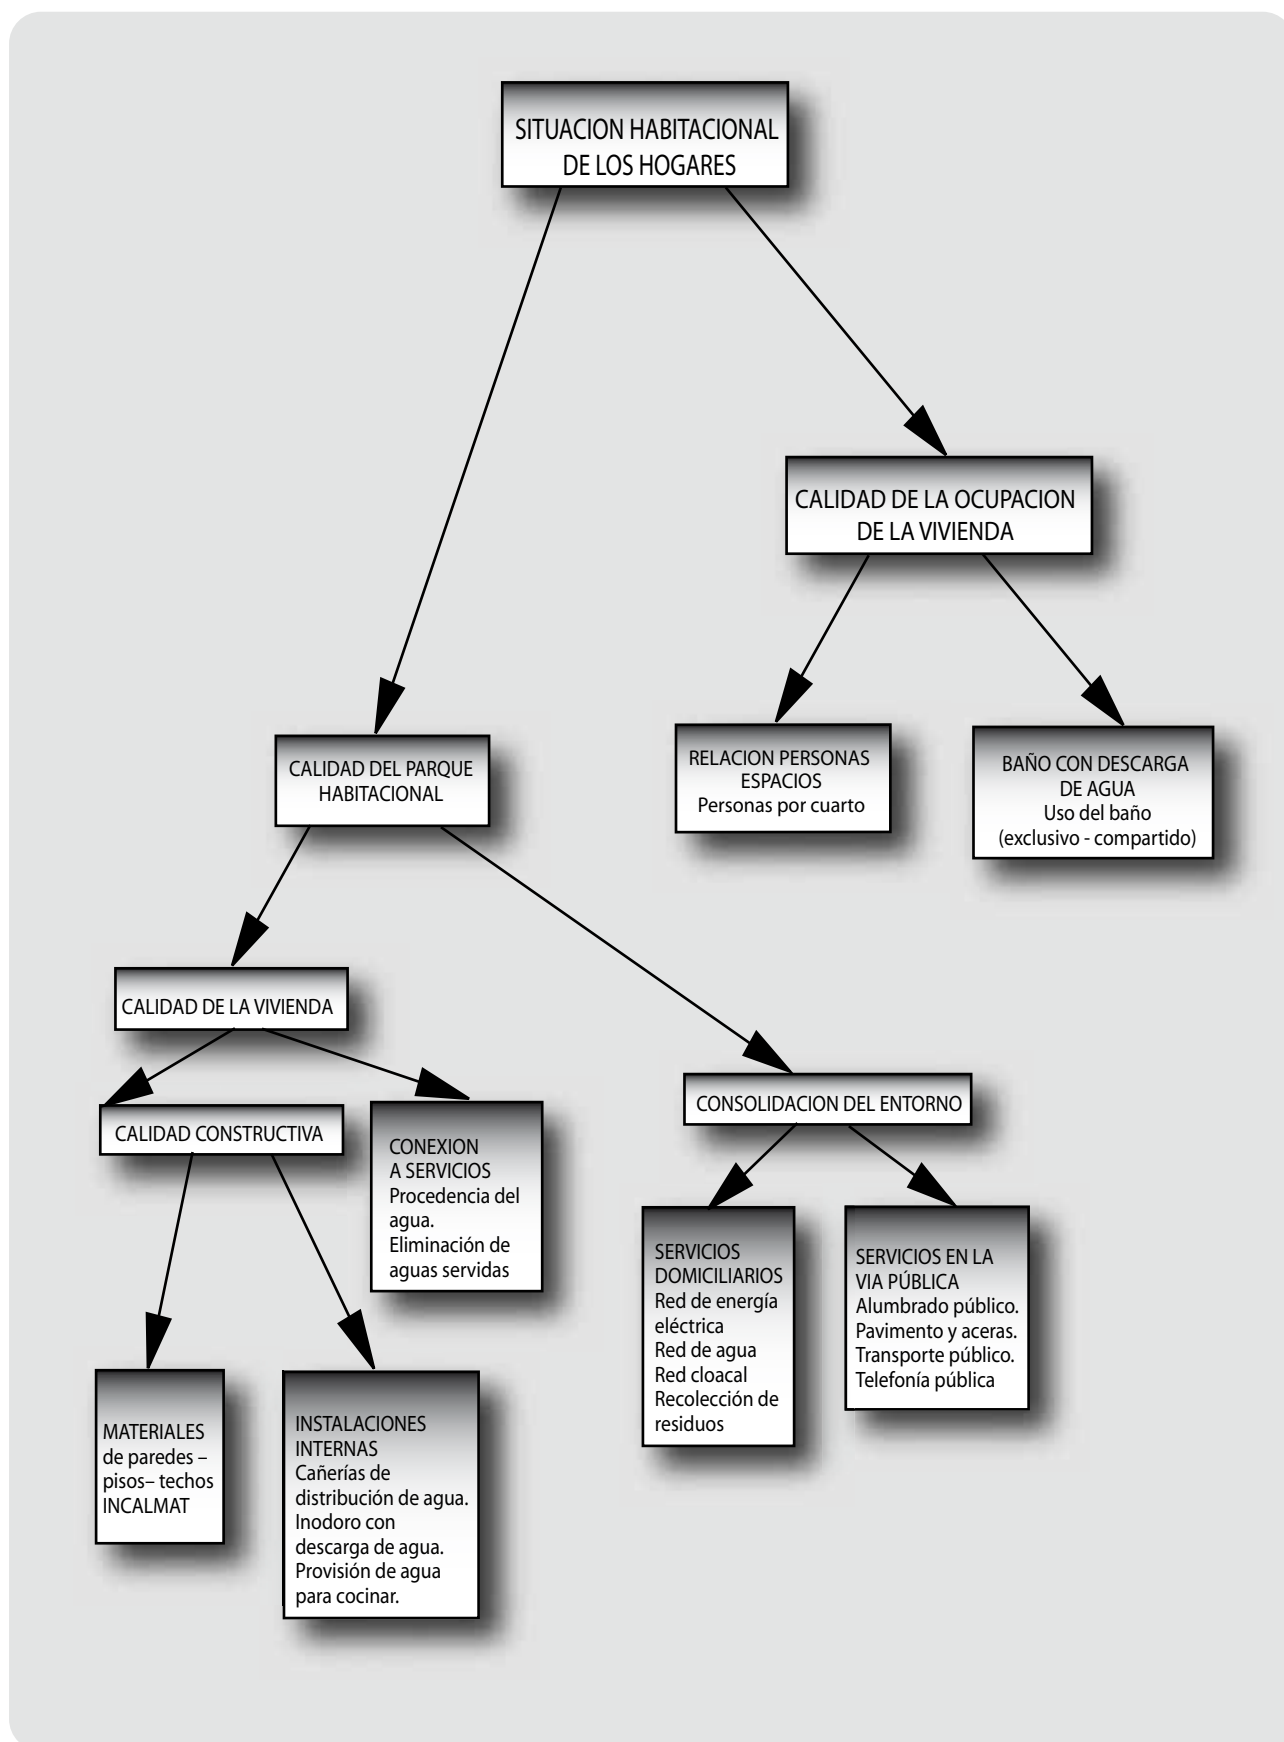 SITUACION HABITACIONAL
DE LOS HOGARES
CALIDAD DE LA OCUPACION
DE LA VIVIENDA
RELACION PERSONAS
ESPACIOS
Personas por cuarto
BAÑO CON DESCARGA
DE AGUA
Uso del baño
(exclusivo - compartido)
CALIDAD DEL PARQUE
HABITACIONAL
CALIDAD DE LA VIVIENDA
CALIDAD CONSTRUCTIVA
CONEXION
A SERVICIOS
Procedencia del
agua.
Eliminación de
aguas servidas
CONSOLIDACION DEL ENTORNO
SERVICIOS
DOMICILIARIOS
Red de energía
eléctrica
Red de agua
Red cloacal
Recolección de
residuos
SERVICIOS EN LA
VIA PÚBLICA
Alumbrado público.
Pavimento y aceras.
Transporte público.
Telefonía pública
MATERIALES
de paredes –
pisos– techos
INCALMAT
INSTALACIONES
INTERNAS
Cañerías de
distribución de agua.
Inodoro con
descarga de agua.
Provisión de agua
para cocinar.